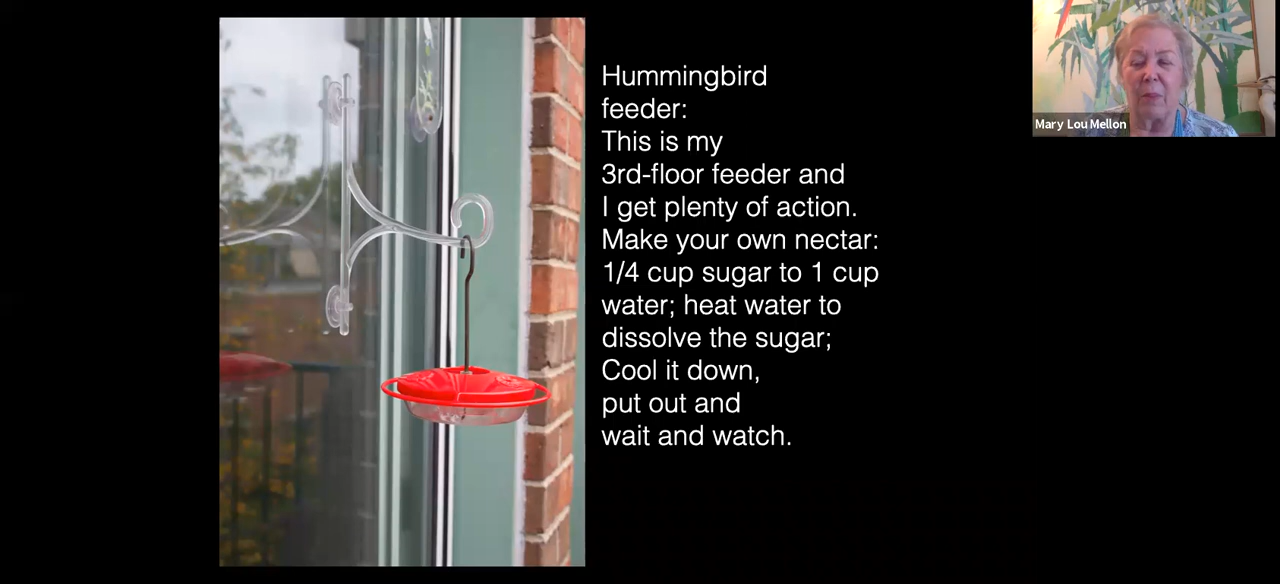 Hummingbird
feeder:
This is my
3rd-floor feeder and
I get plenty of action.
Make your own nectar:
1/4 cup sugar to 1 cup
water; heat water to
dissolve the sugar;
Cool it down,
put out and
wait and watch.
Mary Lou Mellon